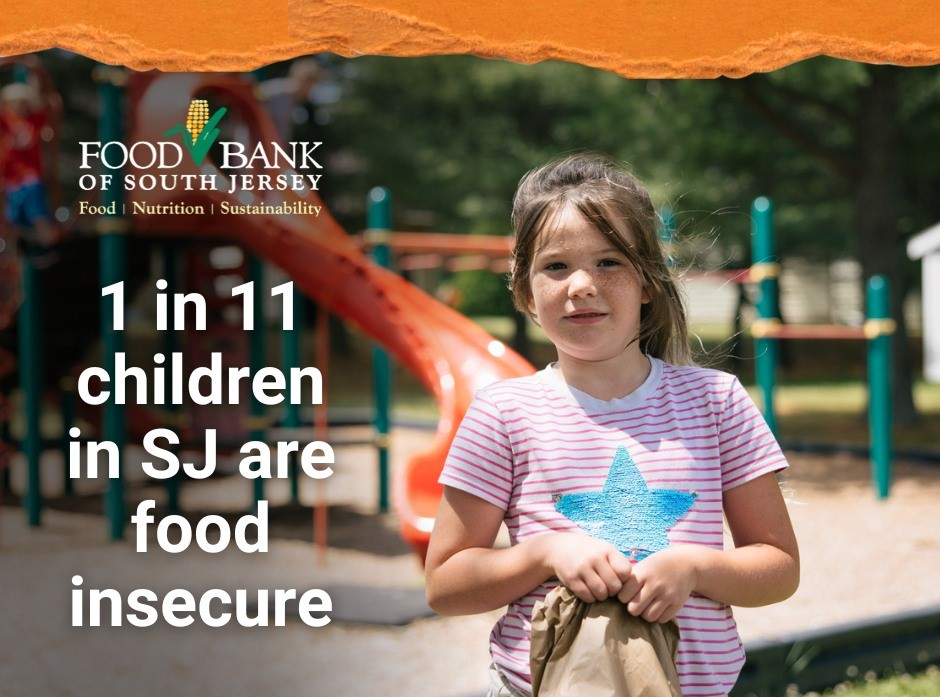 FOOD BANK
OF SOUTH JERSEY
Food | Nutrition | Sustainability
1 in 11
children
in SJ are
food
insecure